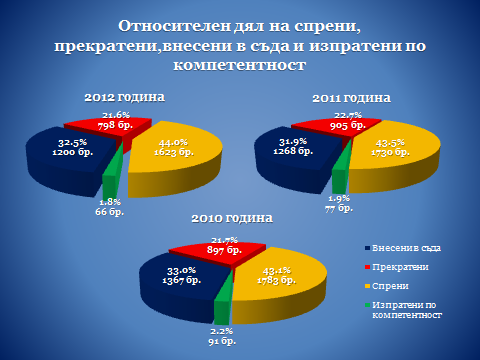 Относителен дял на спрени,
прекратени,внесени в съда и изпратени по
компетентност
2012 година
21.6%
798 бр.
32.5%
1200 бр.
44.0%
1623 бр.
1.8%
66 бр.
2011 година
22.7%
905 бр.
31.9%
1268 бр.
43.5%
1730 бр.
1.9%
77 бр.
2010 година
21.7%
897 бр.
33.0%
1367 бр.
43.1%
1783 бр.
2.2%
91 бр.
Внесени в съда
Прекратени
Спрени
Изпратени по
компетентност